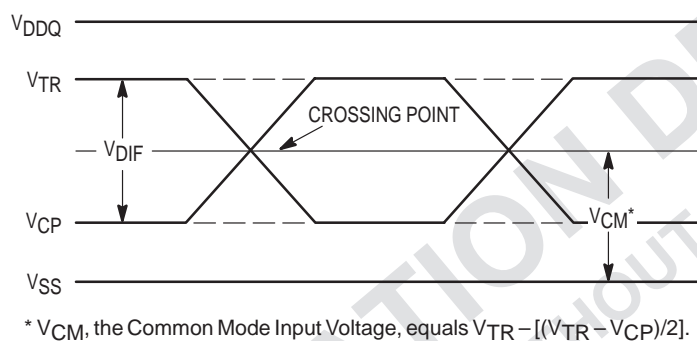 VDDQ
VTR
CROSSING POINT
VDIF
VCP
VCM*
VSS
* VCM, the Common Mode Input Voltage, equals VTR – [(VTR – VCP)/2].